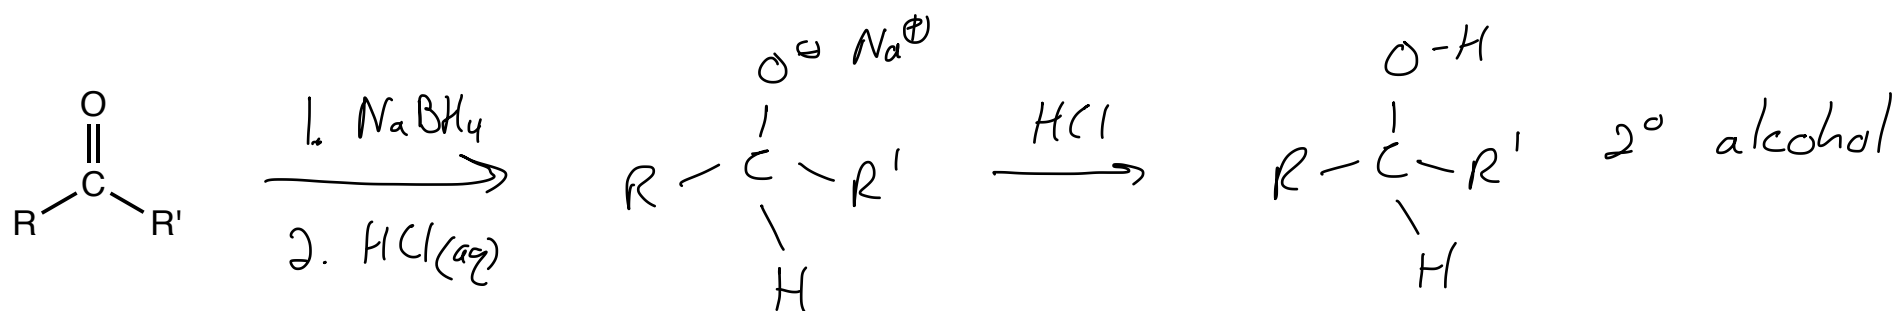 O
C
R R'
1. NaBH4
2. HCl(aq)
O⊖ Na⊕
R - C - R'
H
HCl
O-H
R - C - R' 2° alcohol
H